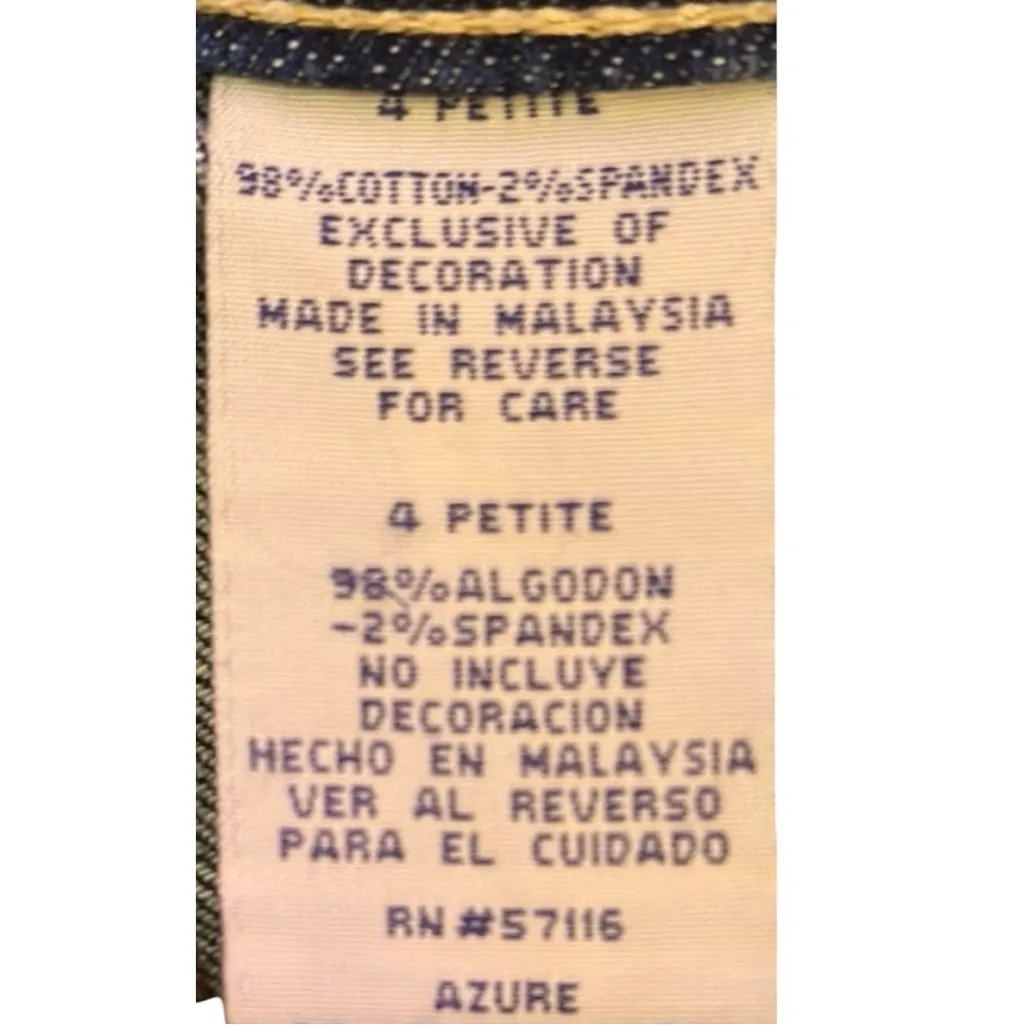 4 PETITE
98%COTTON-2%SPANDEX
EXCLUSIVE OF
DECORATION
MADE IN MALAYSIA
SEE REVERSE
FOR CARE
4 PETITE
98%ALGODON
-2%SPANDEX
NO INCLUYE
DECORACION
HECHO EN MALAYSIA
VER AL REVERSO
PARA EL CUIDADO
RN #57116
AZURE